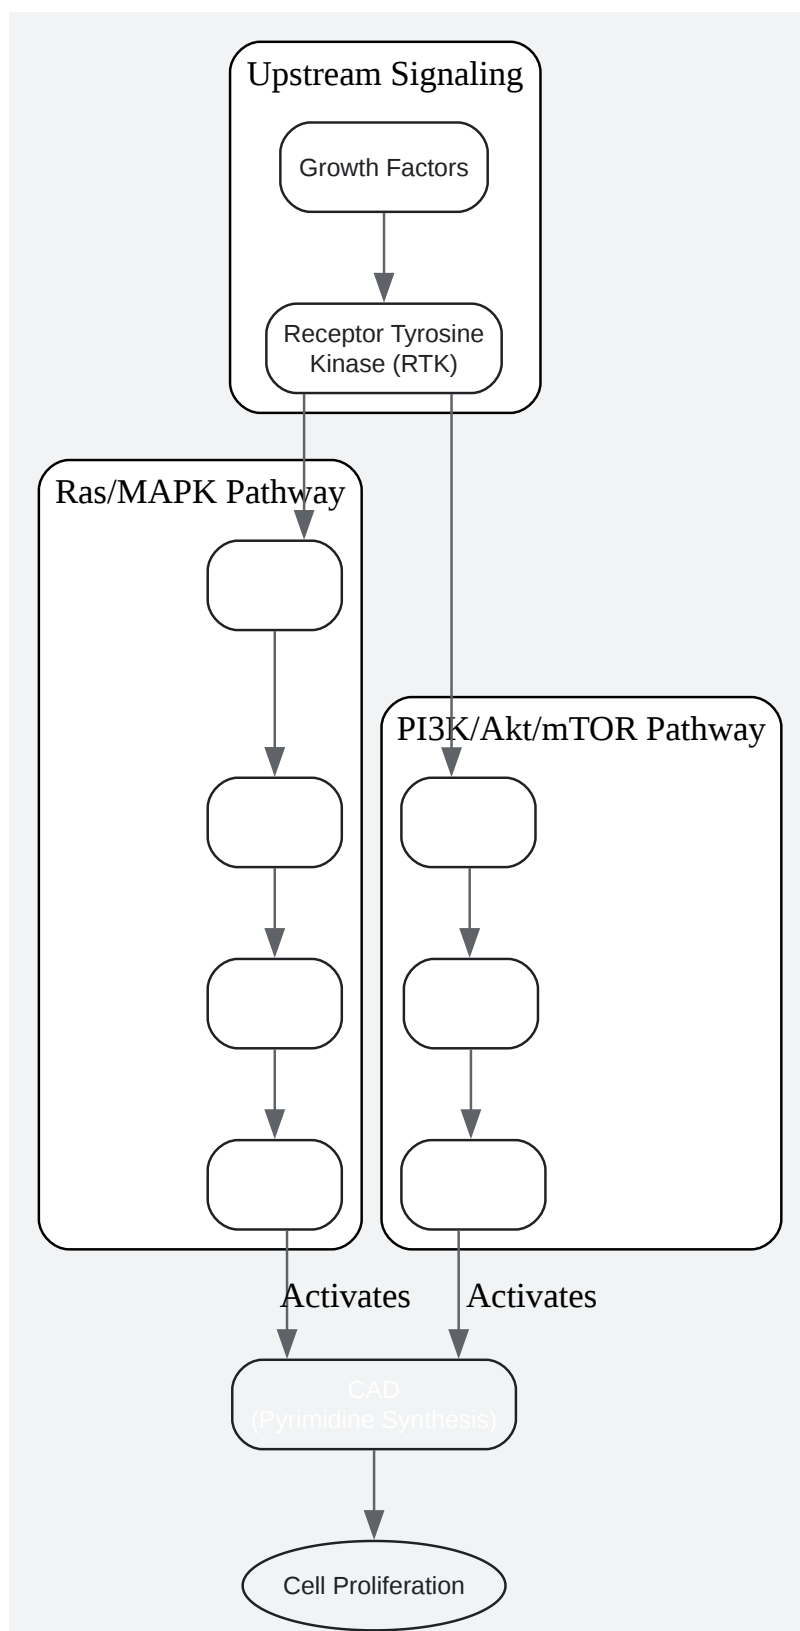 Upstream Signaling
Growth Factors
Receptor Tyrosine
Kinase (RTK)
Ras/MAPK Pathway
PI3K/Akt/mTOR Pathway
Activates
Activates
CAD
(Pyrimidine Synthesis)
Cell Proliferation